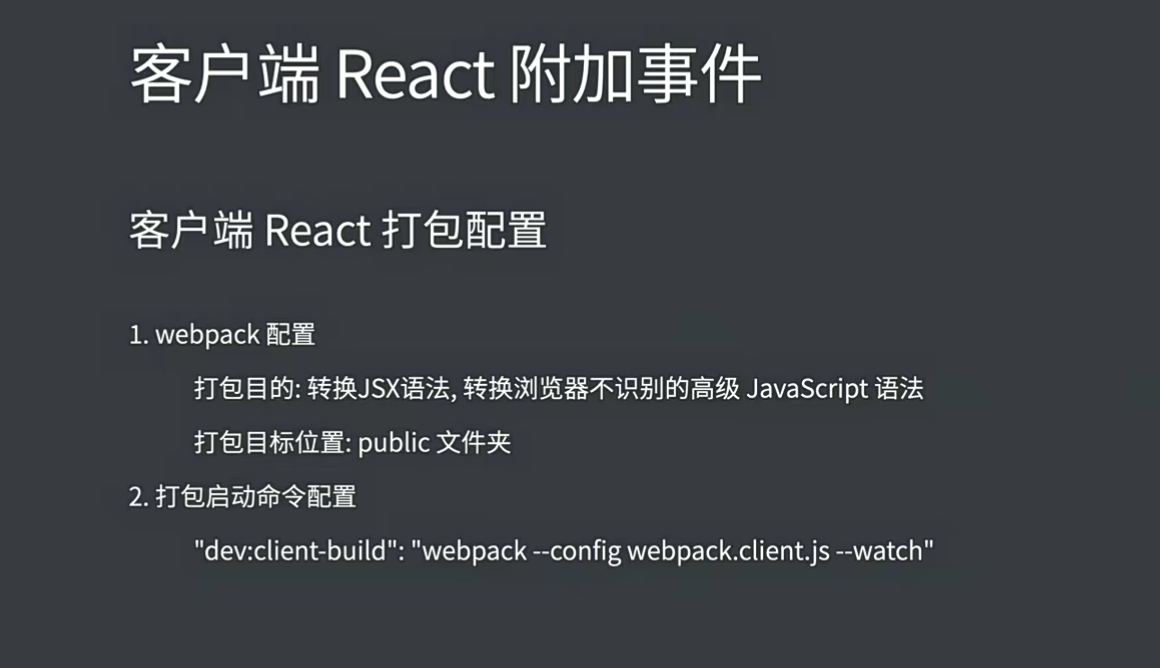 客户端 React 附加事件
客户端 React 打包配置
1. webpack 配置
打包目的: 转换JSX语法, 转换浏览器不识别的高级 JavaScript 语法
打包目标位置: public 文件夹
2. 打包启动命令配置
"dev:client-build": "webpack --config webpack.client.js --watch"